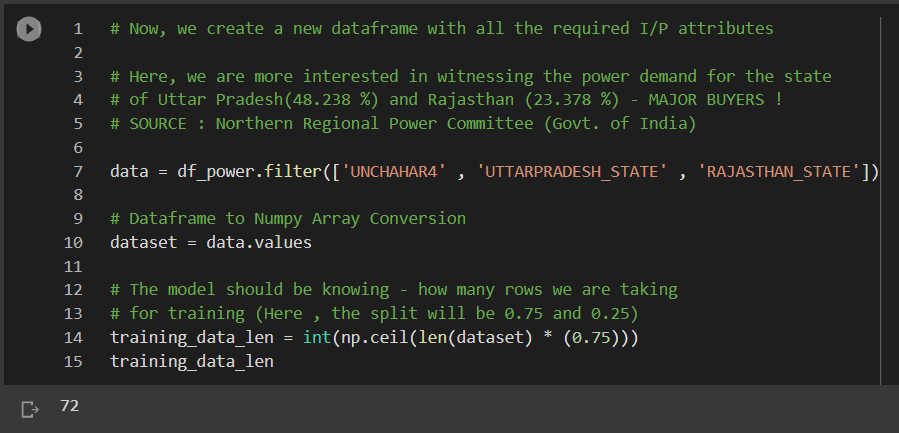 1 # Now, we create a new dataframe with all the required I/P attributes
2
3 # Here, we are more interested in witnessing the power demand for the state
4 # of Uttar Pradesh(48.238 %) and Rajasthan (23.378 %) - MAJOR BUYERS !
5 # SOURCE : Northern Regional Power Committee (Govt. of India)
6
7 data = df_power.filter(['UNCHAHAR4' , 'UTTARPRADESH_STATE' , 'RAJASTHAN_STATE'])
8
9 # Dataframe to Numpy Array Conversion
10 dataset = data.values
11
12 # The model should be knowing - how many rows we are taking
13 # for training (Here , the split will be 0.75 and 0.25)
14 training_data_len = int(np.ceil(len(dataset) * (0.75)))
15 training_data_len
72